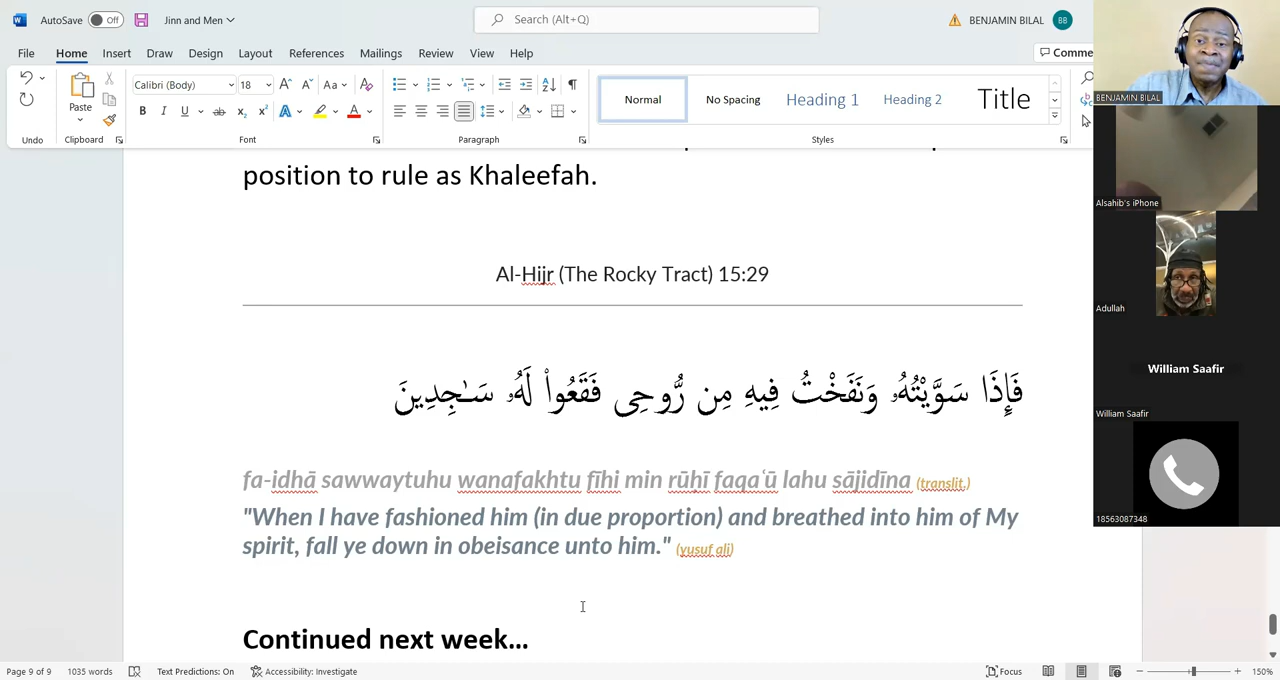 AutoSave Off Jinn and Men Search (Alt+Q) BENJAMIN BILAL BB
File Home Insert Draw Design Layout References Mailings Review View Help Comme
Calibri (Body) 18 Aa
Paste B I U ab x₂ x² A A Normal No Spacing Heading 1 Heading 2 Title
Undo Clipboard Font Paragraph Styles
BENJAMIN BILAL
position to rule as Khaleefah.
Alsahib's iPhone
Al-Hijr (The Rocky Tract) 15:29
Adullah
William Saafir
William Saafir
فَإِذَا سَوَّيْتُهُۥ وَنَفَخْتُ فِيهِ مِن رُّوحِى فَقَعُوا۟ لَهُۥ سَـٰجِدِينَ
fa-idhā sawwaytuhu wanafakhtu fīhi min rūḥī faqaʿū lahu sājidīna (translit.)
"When I have fashioned him (in due proportion) and breathed into him of My
spirit, fall ye down in obeisance unto him." (yusuf ali)
18563087348
Continued next week...
Page 9 of 9 1035 words Text Predictions: On Accessibility: Investigate Focus 150%